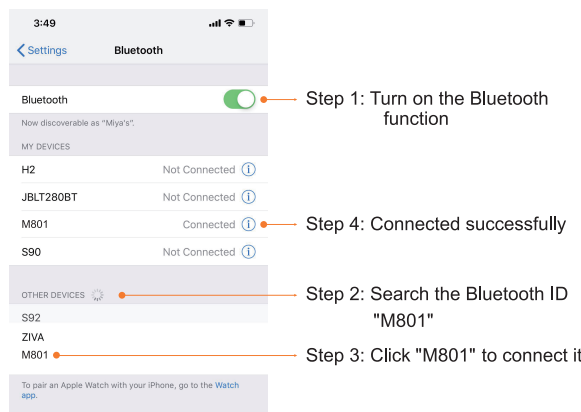 3:49
Settings
Bluetooth
Bluetooth
Step 1: Turn on the Bluetooth
function
Now discoverable as “Miya's”.
MY DEVICES
H2 Not Connected
JBLT280BT Not Connected
M801 Connected
Step 4: Connected successfully
S90 Not Connected
OTHER DEVICES
Step 2: Search the Bluetooth ID
"M801"
S92
ZIVA
M801
Step 3: Click "M801" to connect it
To pair an Apple Watch with your iPhone, go to the Watch
app.